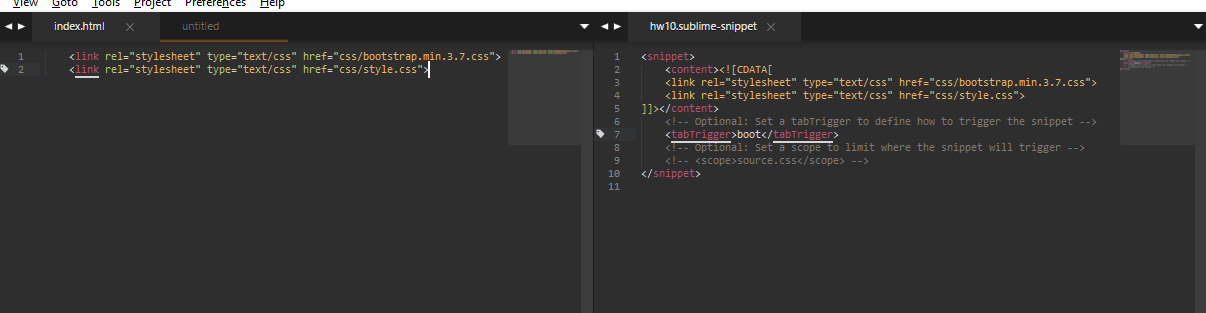 View Goto Tools Project Preferences Help
index.html untitled
1 <link rel="stylesheet" type="text/css" href="css/bootstrap.min.3.7.css">
2 <link rel="stylesheet" type="text/css" href="css/style.css">
hw10.sublime-snippet
1 <snippet>
2 <content><![CDATA[
3 <link rel="stylesheet" type="text/css" href="css/bootstrap.min.3.7.css">
4 <link rel="stylesheet" type="text/css" href="css/style.css">
5 ]]></content>
6 <!-- Optional: Set a tabTrigger to define how to trigger the snippet -->
7 <tabTrigger>boot</tabTrigger>
8 <!-- Optional: Set a scope to limit where the snippet will trigger -->
9 <!-- <scope>source.css</scope> -->
10 </snippet>
11